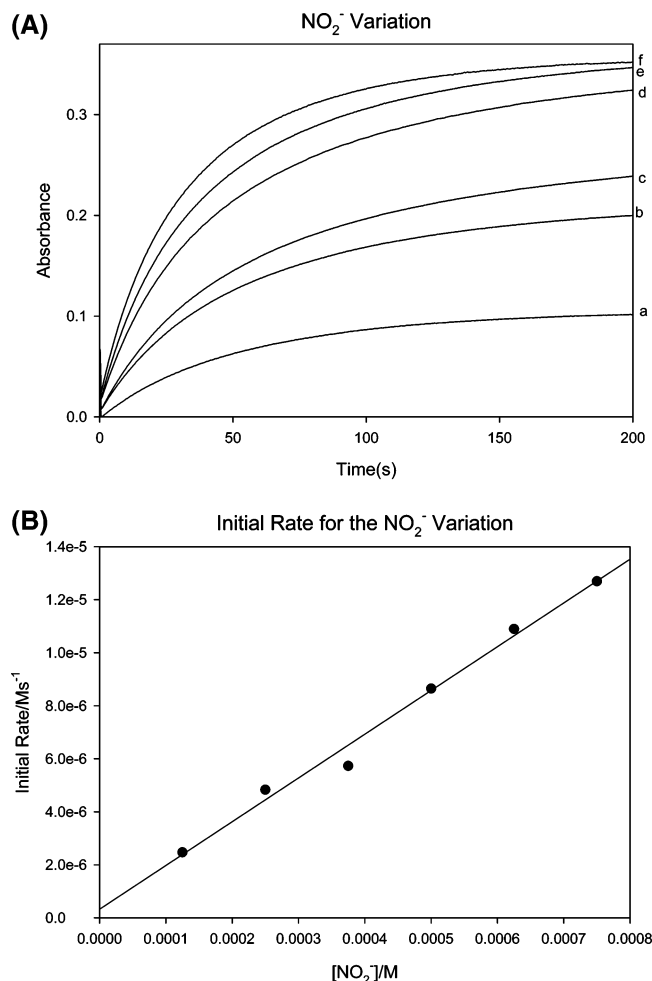 (A)
NO₂⁻ Variation
Absorbance
0.3
0.2
0.1
0.0
f
e
d
c
b
a
0
50
100
150
200
Time(s)
(B)
Initial Rate for the NO₂⁻ Variation
Initial Rate/Ms⁻¹
1.4e-5
1.2e-5
1.0e-5
8.0e-6
6.0e-6
4.0e-6
2.0e-6
0.0
0.0000
0.0001
0.0002
0.0003
0.0004
0.0005
0.0006
0.0007
0.0008
[NO₂⁻]/M